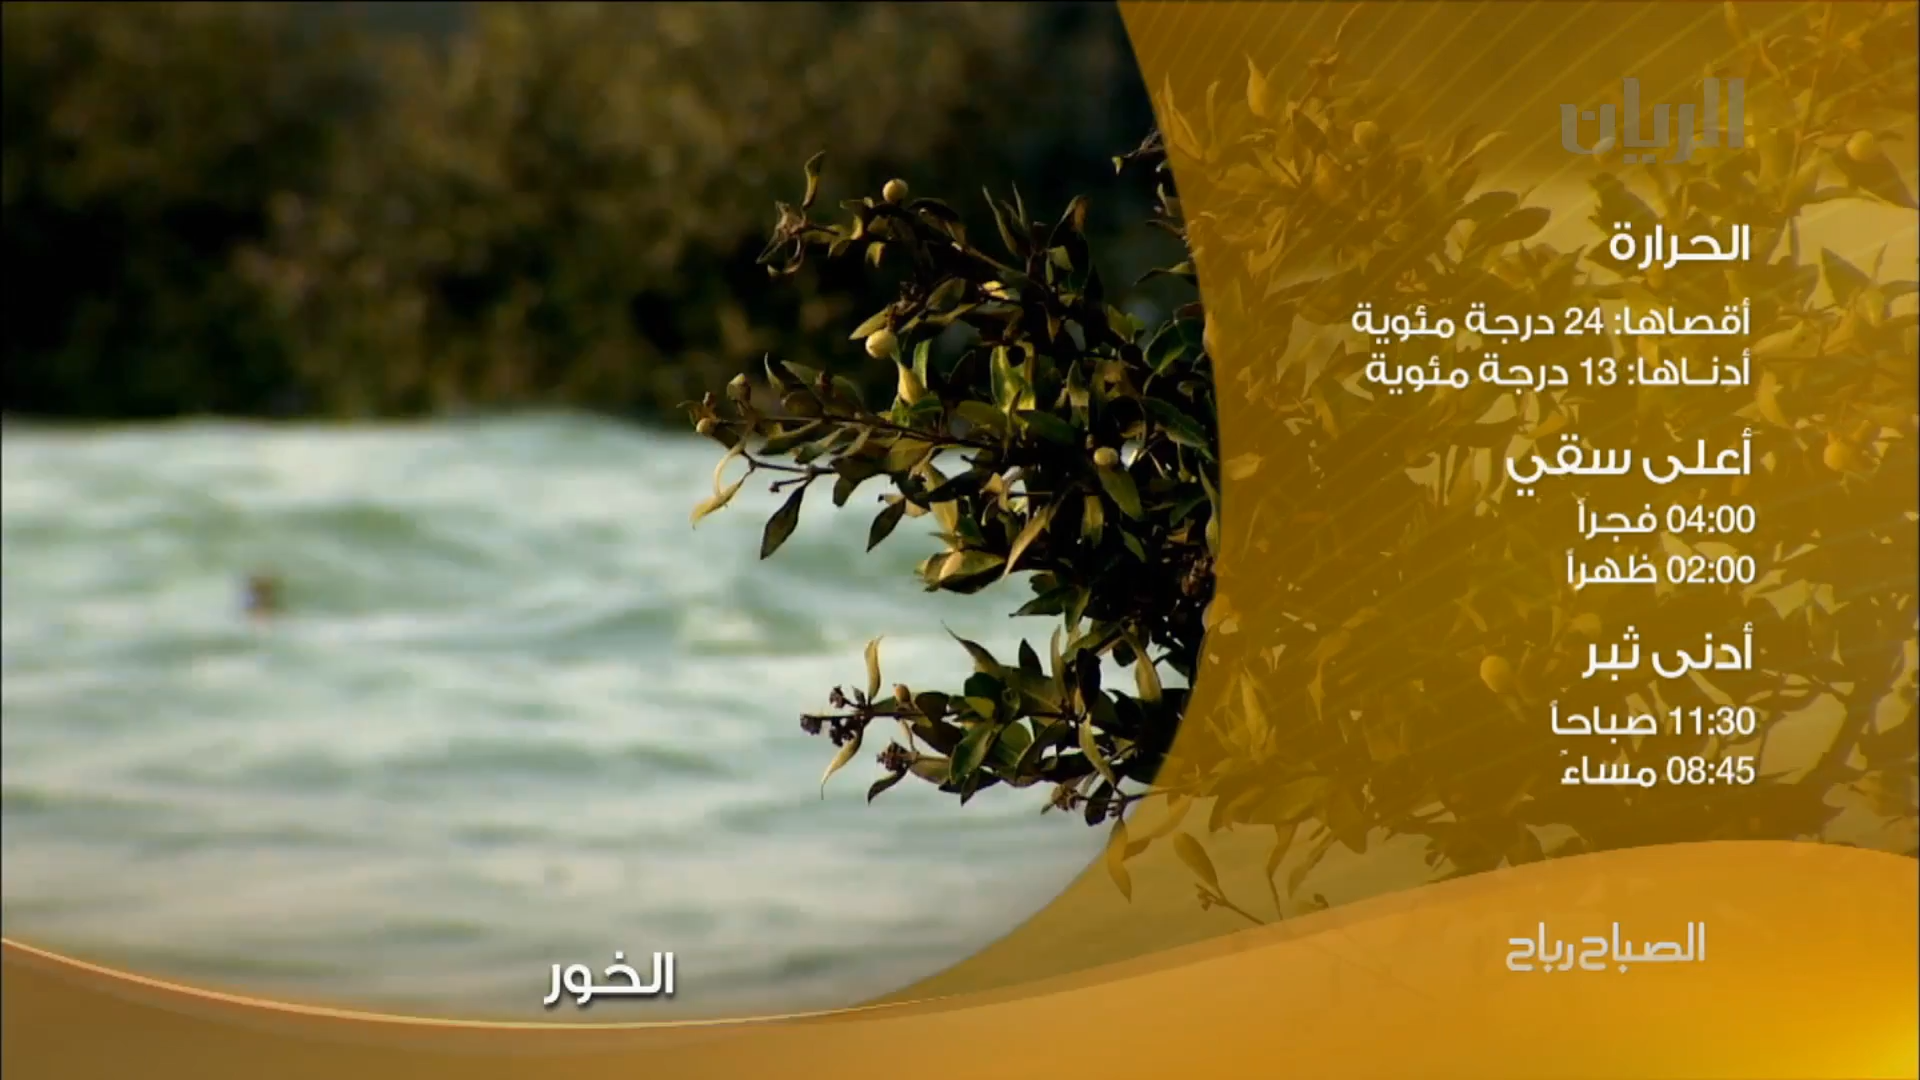 الريان
الحرارة
أقصاها: 24 درجة مئوية
أدناها: 13 درجة مئوية
أعلى سقي
04:00 فجراً
02:00 ظهراً
أدنى ثبر
11:30 صباحاً
08:45 مساءً
الصباح رباح
الخور